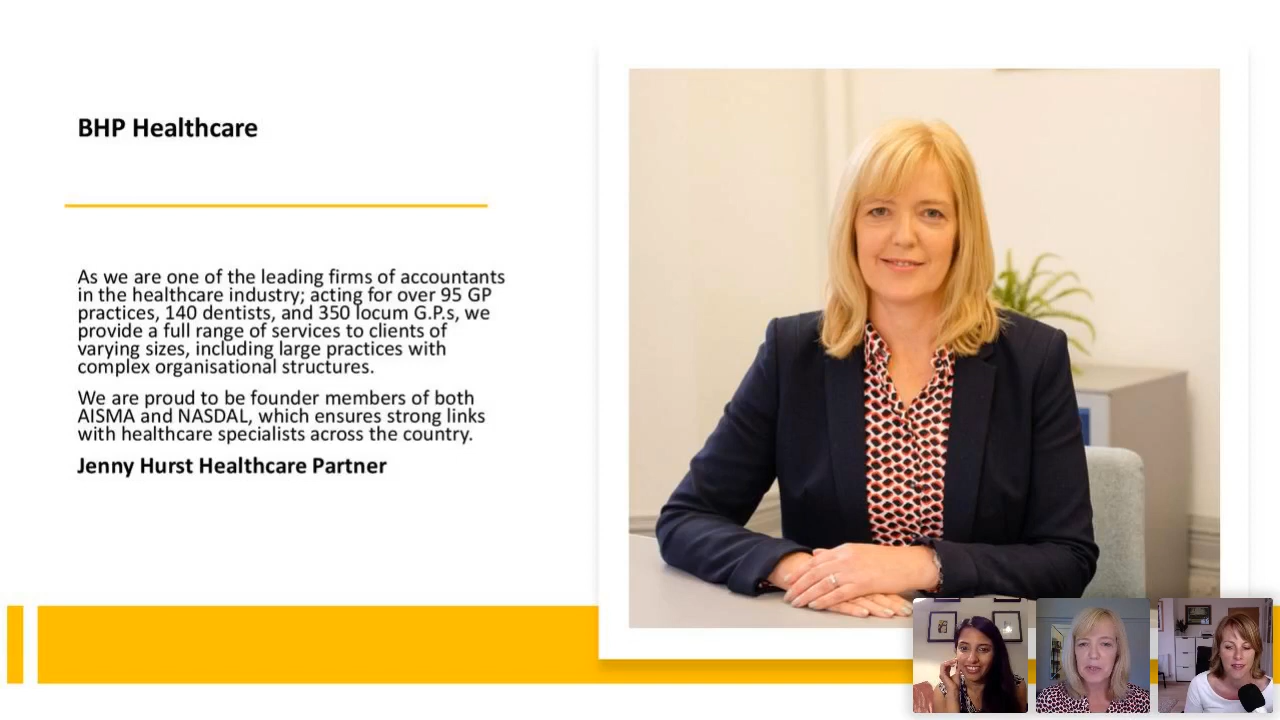 BHP Healthcare
As we are one of the leading firms of accountants
in the healthcare industry; acting for over 95 GP
practices, 140 dentists, and 350 locum G.P.s, we
provide a full range of services to clients of
varying sizes, including large practices with
complex organisational structures.
We are proud to be founder members of both
AISMA and NASDAL, which ensures strong links
with healthcare specialists across the country.
Jenny Hurst Healthcare Partner